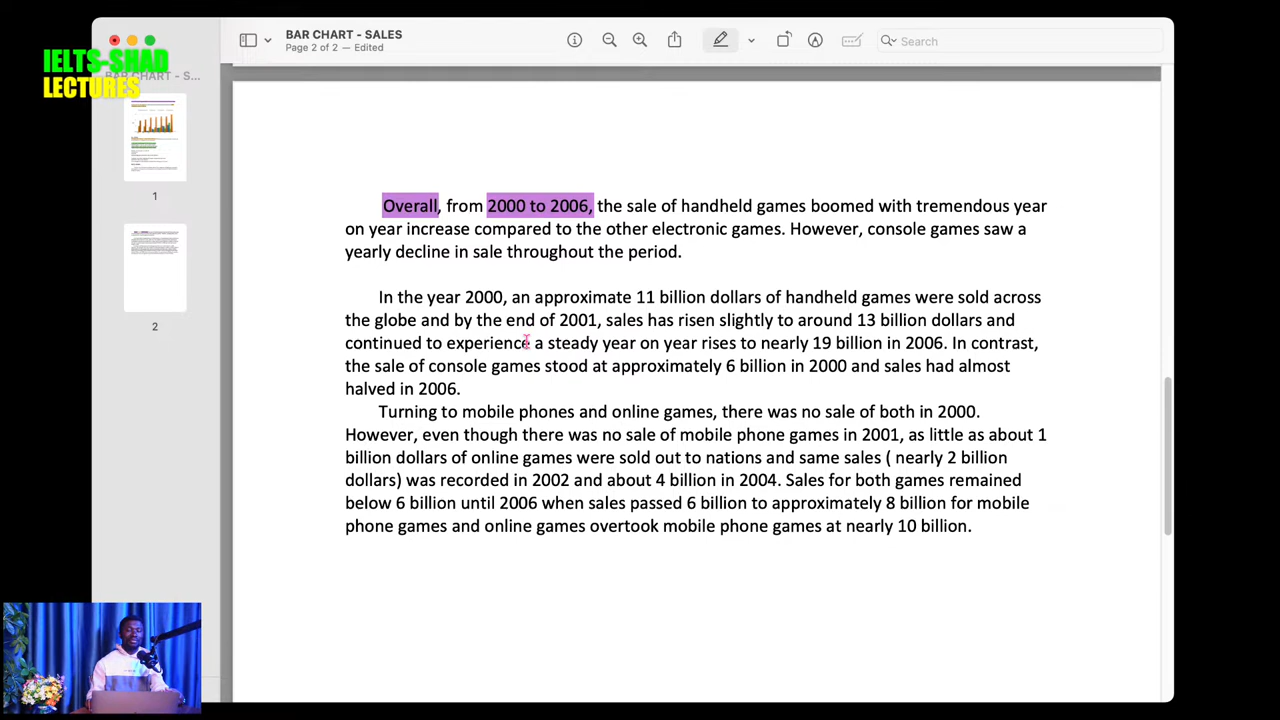 IELTS-SHAD
LECTURES
BAR CHART - S...
1
2
BAR CHART - SALES
Page 2 of 2 — Edited
Search
Overall, from 2000 to 2006, the sale of handheld games boomed with tremendous year
on year increase compared to the other electronic games. However, console games saw a
yearly decline in sale throughout the period.
In the year 2000, an approximate 11 billion dollars of handheld games were sold across
the globe and by the end of 2001, sales has risen slightly to around 13 billion dollars and
continued to experience a steady year on year rises to nearly 19 billion in 2006. In contrast,
the sale of console games stood at approximately 6 billion in 2000 and sales had almost
halved in 2006.
Turning to mobile phones and online games, there was no sale of both in 2000.
However, even though there was no sale of mobile phone games in 2001, as little as about 1
billion dollars of online games were sold out to nations and same sales ( nearly 2 billion
dollars) was recorded in 2002 and about 4 billion in 2004. Sales for both games remained
below 6 billion until 2006 when sales passed 6 billion to approximately 8 billion for mobile
phone games and online games overtook mobile phone games at nearly 10 billion.